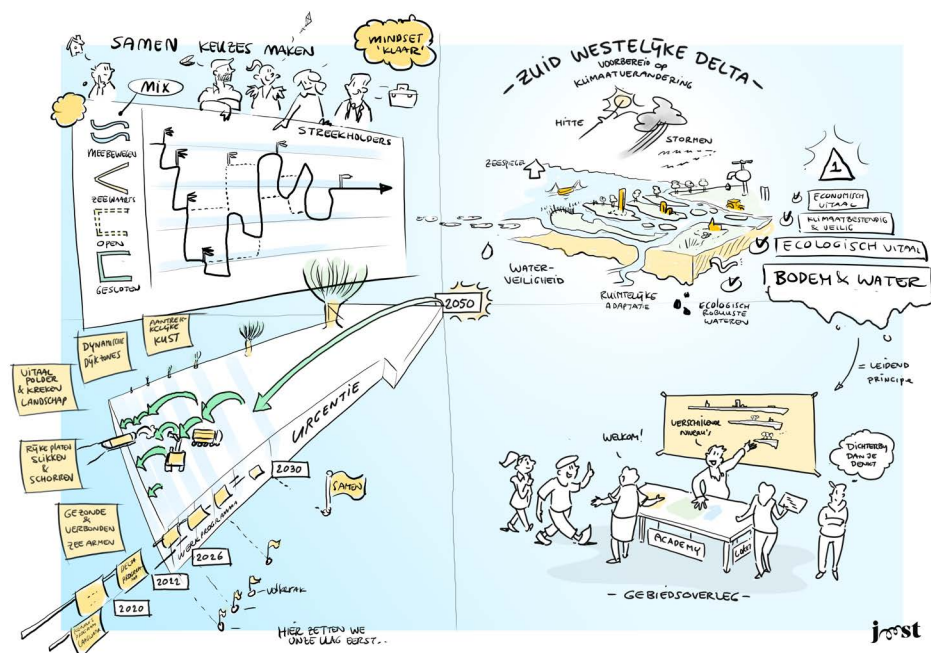 SAMEN KEUZES MAKEN
MINDSET
'KLAAR'
MIX
STREEKHOLDERS
MEEBEWEGEN
ZEEWAARTS
OPEN
GESLOTEN
ZUID WESTELIJKE DELTA
VOORBEREID OP
KLIMAATVERANDERING
HITTE
STORMEN
ZEESPIEGEL
WATER-
VEILIGHEID
RUIMTELIJKE
ADAPTATIE
ECOLOGISCH
ROBUUSTE
WATEREN
1
ECONOMISCH
VITAAL
KLIMAATBESTENDIG
& VEILIG
ECOLOGISCH VITAAL
BODEM & WATER
= LEIDEND
PRINCIPE
2050
AANTREK-
KELIJKE
KUST
DYNAMISCHE
DIJKZONES
VITAAL
POLDER
& KREKEN
LANDSCHAP
RIJKE PLATEN
SLIKKEN
&
SCHORREN
GEZONDE
&
VERBONDEN
ZEE ARMEN
URGENTIE
WERKPROGRAMMA
2030
2026
2022
2020
DELTA
SAMEN
VOLKERAK
HIER ZETTEN WE
ONZE VLAG EERST..
WELKOM!
VERSCHILLENDE
NIVEAU'S
DICHTERBIJ
DAN JE
DENKT
ACADEMY
- GEBIEDSOVERLEG -
joost